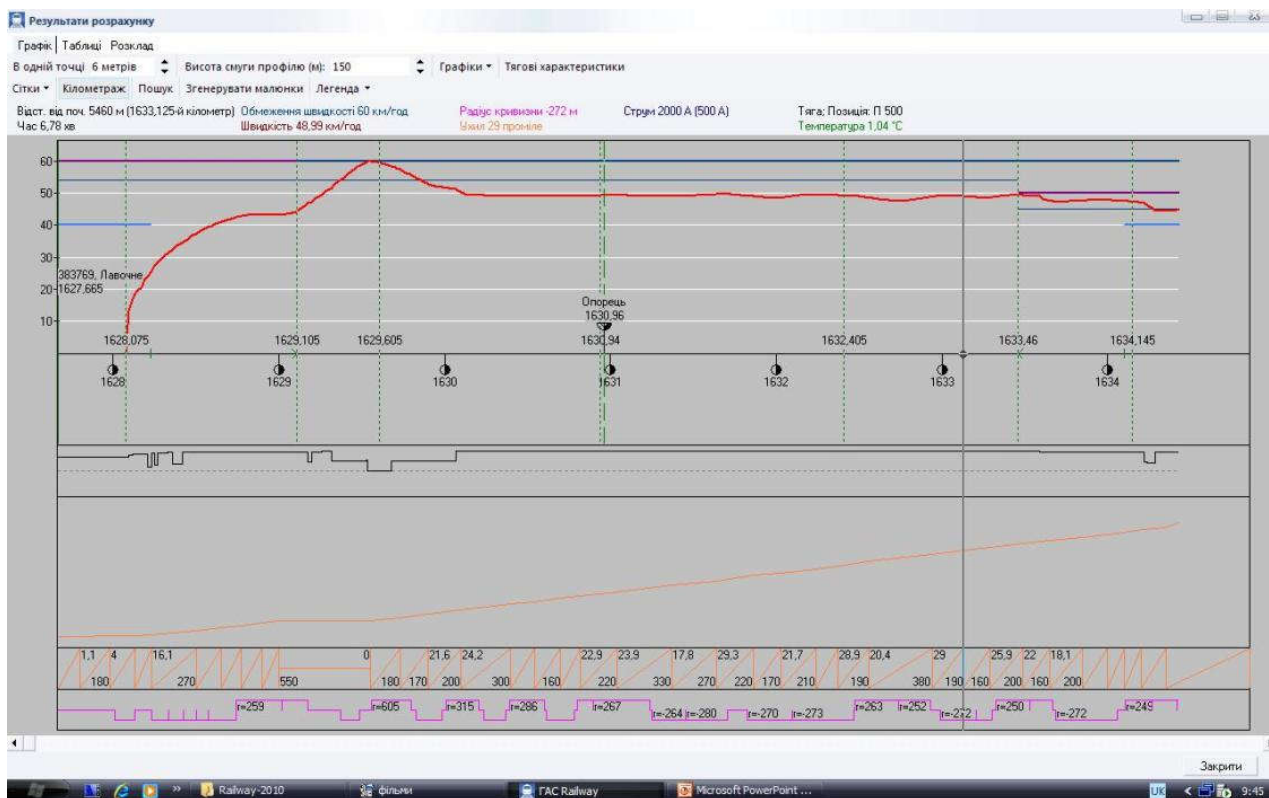 Результати розрахунку
Графік Таблиці Розклад
В одній точці 6 метрів Висота смуги профілю (м): 150 Графіки Тягові характеристики
Сітки Кілометраж Пошук Згенерувати малюнки Легенда
Відст. від поч. 5460 м (1633,125-й кілометр) Обмеження швидкості 60 км/год Радіус кривизни -272 м Струм 2000 А (500 А) Тяга; Позиція: П 500
Час 6,78 хв Швидкість 48,99 км/год Ухил 29 проміле Температура 1,04 °C
60
50
40
30
383769, Лавочне
20 1627,665
Опорець
10 1630,96
1628,075 1629,105 1629,605 1630,94 1632,405 1633,46 1634,145
1628 1629 1630 1631 1632 1633 1634
1,1 4 16,1 0 21,6 24,2 22,9 23,9 17,8 29,3 21,7 28,9 20,4 29 25,9 22 18,1
180 270 550 180 170 200 300 160 220 330 270 220 170 210 190 380 190 160 200 160 200
r=259 r=605 r=315 r=286 r=267 r=-264 r=-280 r=-270 r=-273 r=263 r=252 r=-272 r=250 r=-272 r=249
Закрити
Railway-2010 фільми ГАС Railway Microsoft PowerPoint ... UK 9:45